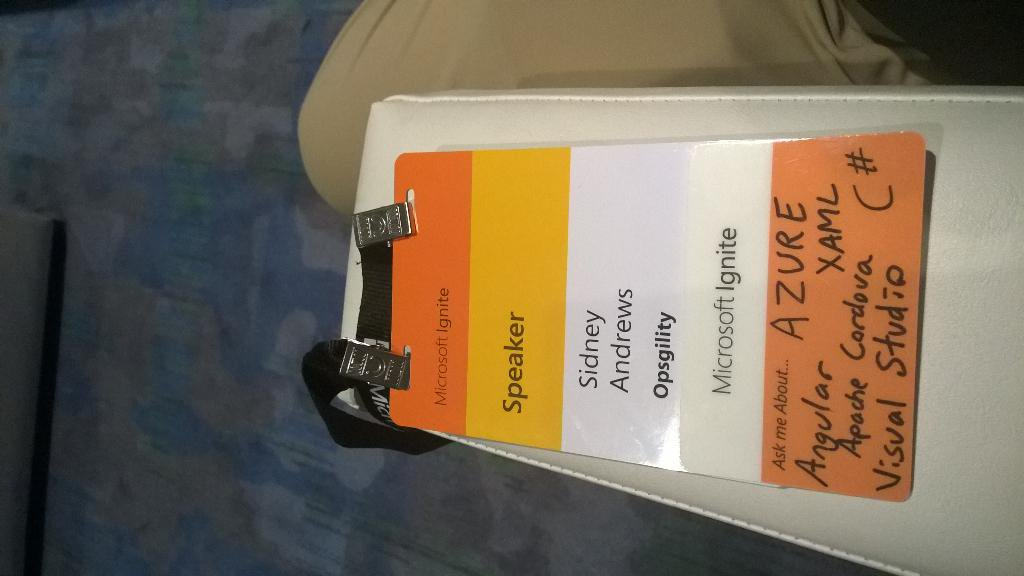 Microsoft Ignite
Speaker
Sidney
Andrews
Opsgility
Microsoft Ignite
Ask me About... AZURE
Angular XAML
Apache Cordova C#
Visual Studio